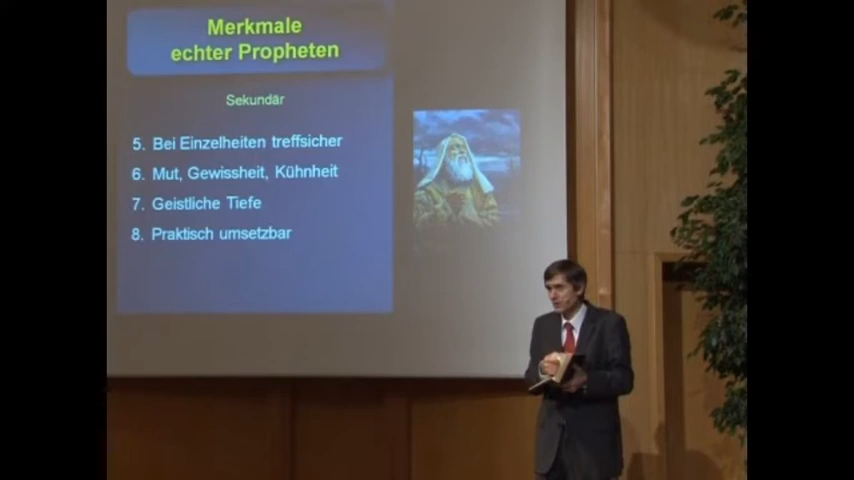 Merkmale
echter Propheten
Sekundär
5. Bei Einzelheiten treffsicher
6. Mut, Gewissheit, Kühnheit
7. Geistliche Tiefe
8. Praktisch umsetzbar